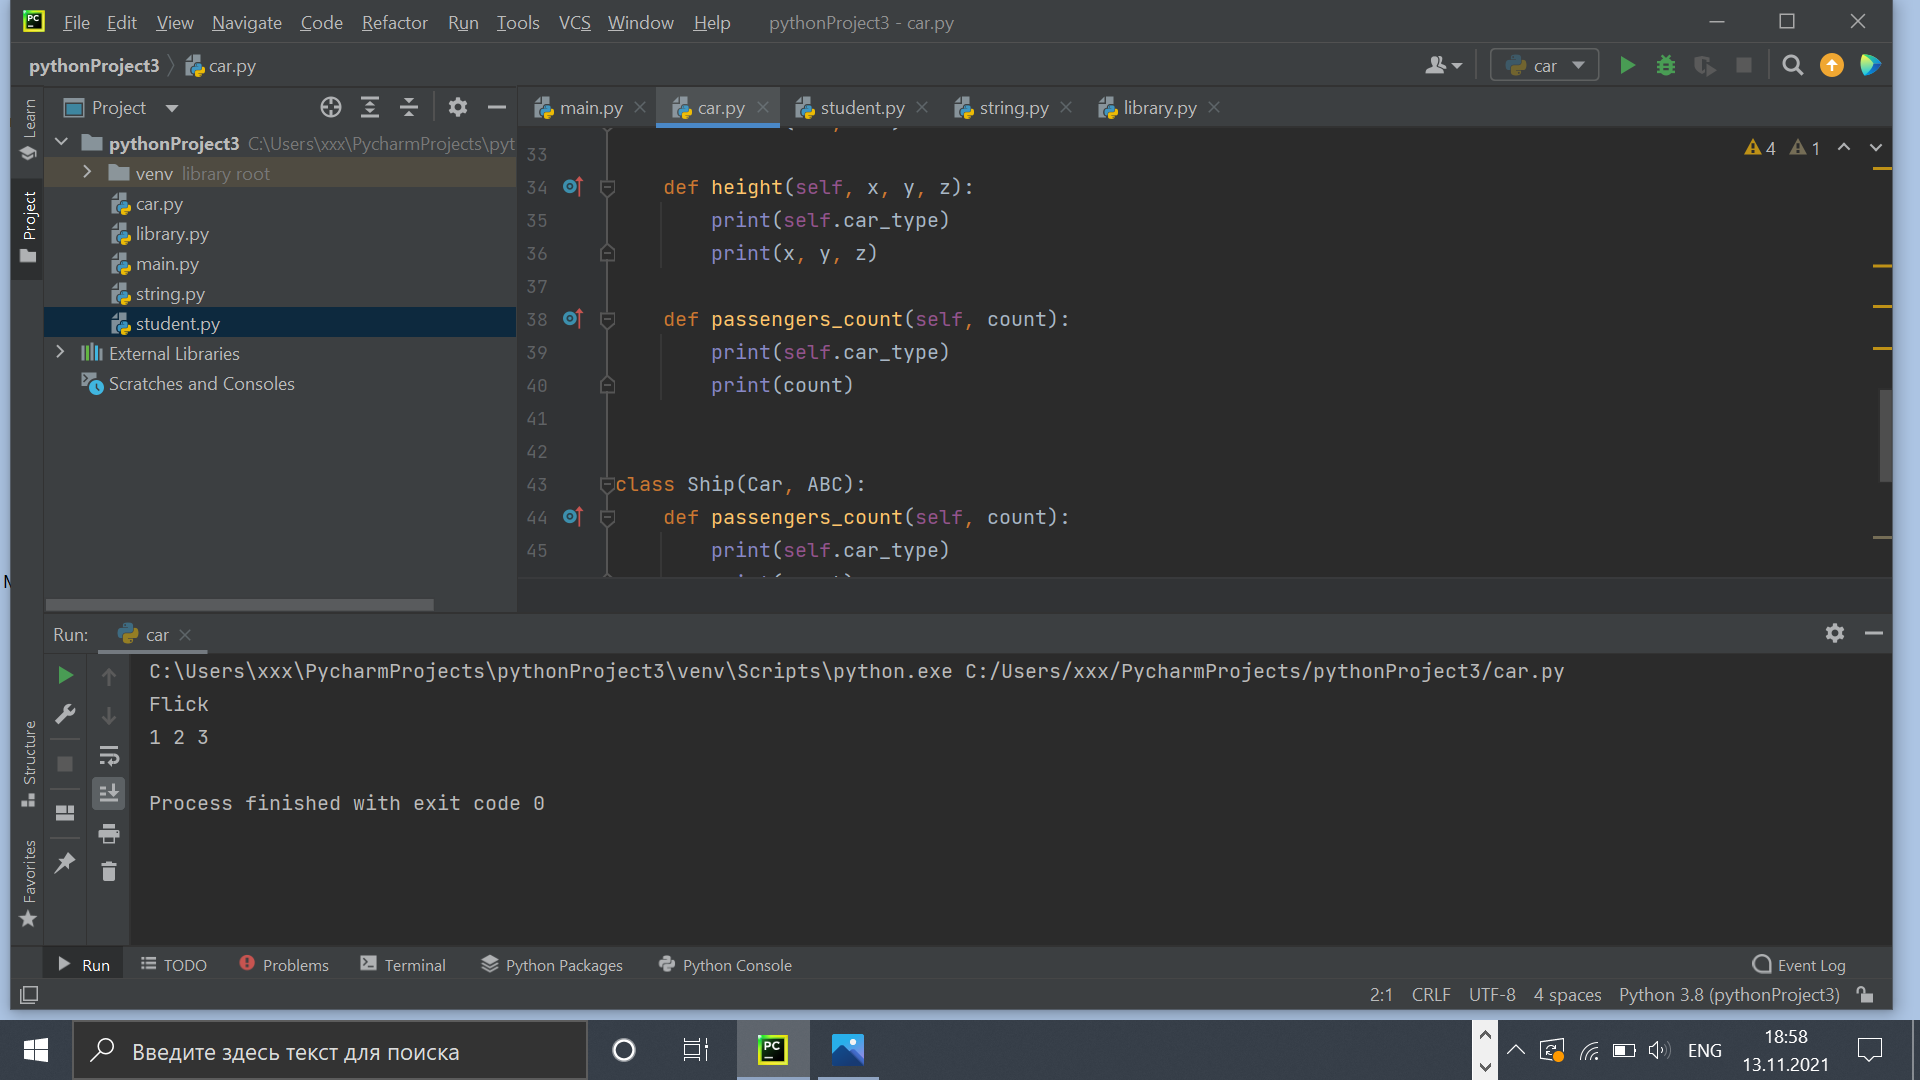 PC File Edit View Navigate Code Refactor Run Tools VCS Window Help pythonProject3 - car.py
pythonProject3 car.py car
Learn
Project
Structure
Favorites
Project
pythonProject3 C:\Users\xxx\PycharmProjects\pyt
venv library root
car.py
library.py
main.py
string.py
student.py
External Libraries
Scratches and Consoles
main.py car.py student.py string.py library.py
4 1
33
34 def height(self, x, y, z):
35 print(self.car_type)
36 print(x, y, z)
37
38 def passengers_count(self, count):
39 print(self.car_type)
40 print(count)
41
42
43 class Ship(Car, ABC):
44 def passengers_count(self, count):
45 print(self.car_type)
Run: car
C:\Users\xxx\PycharmProjects\pythonProject3\venv\Scripts\python.exe C:/Users/xxx/PycharmProjects/pythonProject3/car.py
Flick
1 2 3
Process finished with exit code 0
Run TODO Problems Terminal Python Packages Python Console Event Log
2:1 CRLF UTF-8 4 spaces Python 3.8 (pythonProject3)
Введите здесь текст для поиска
PC
ENG
18:58
13.11.2021